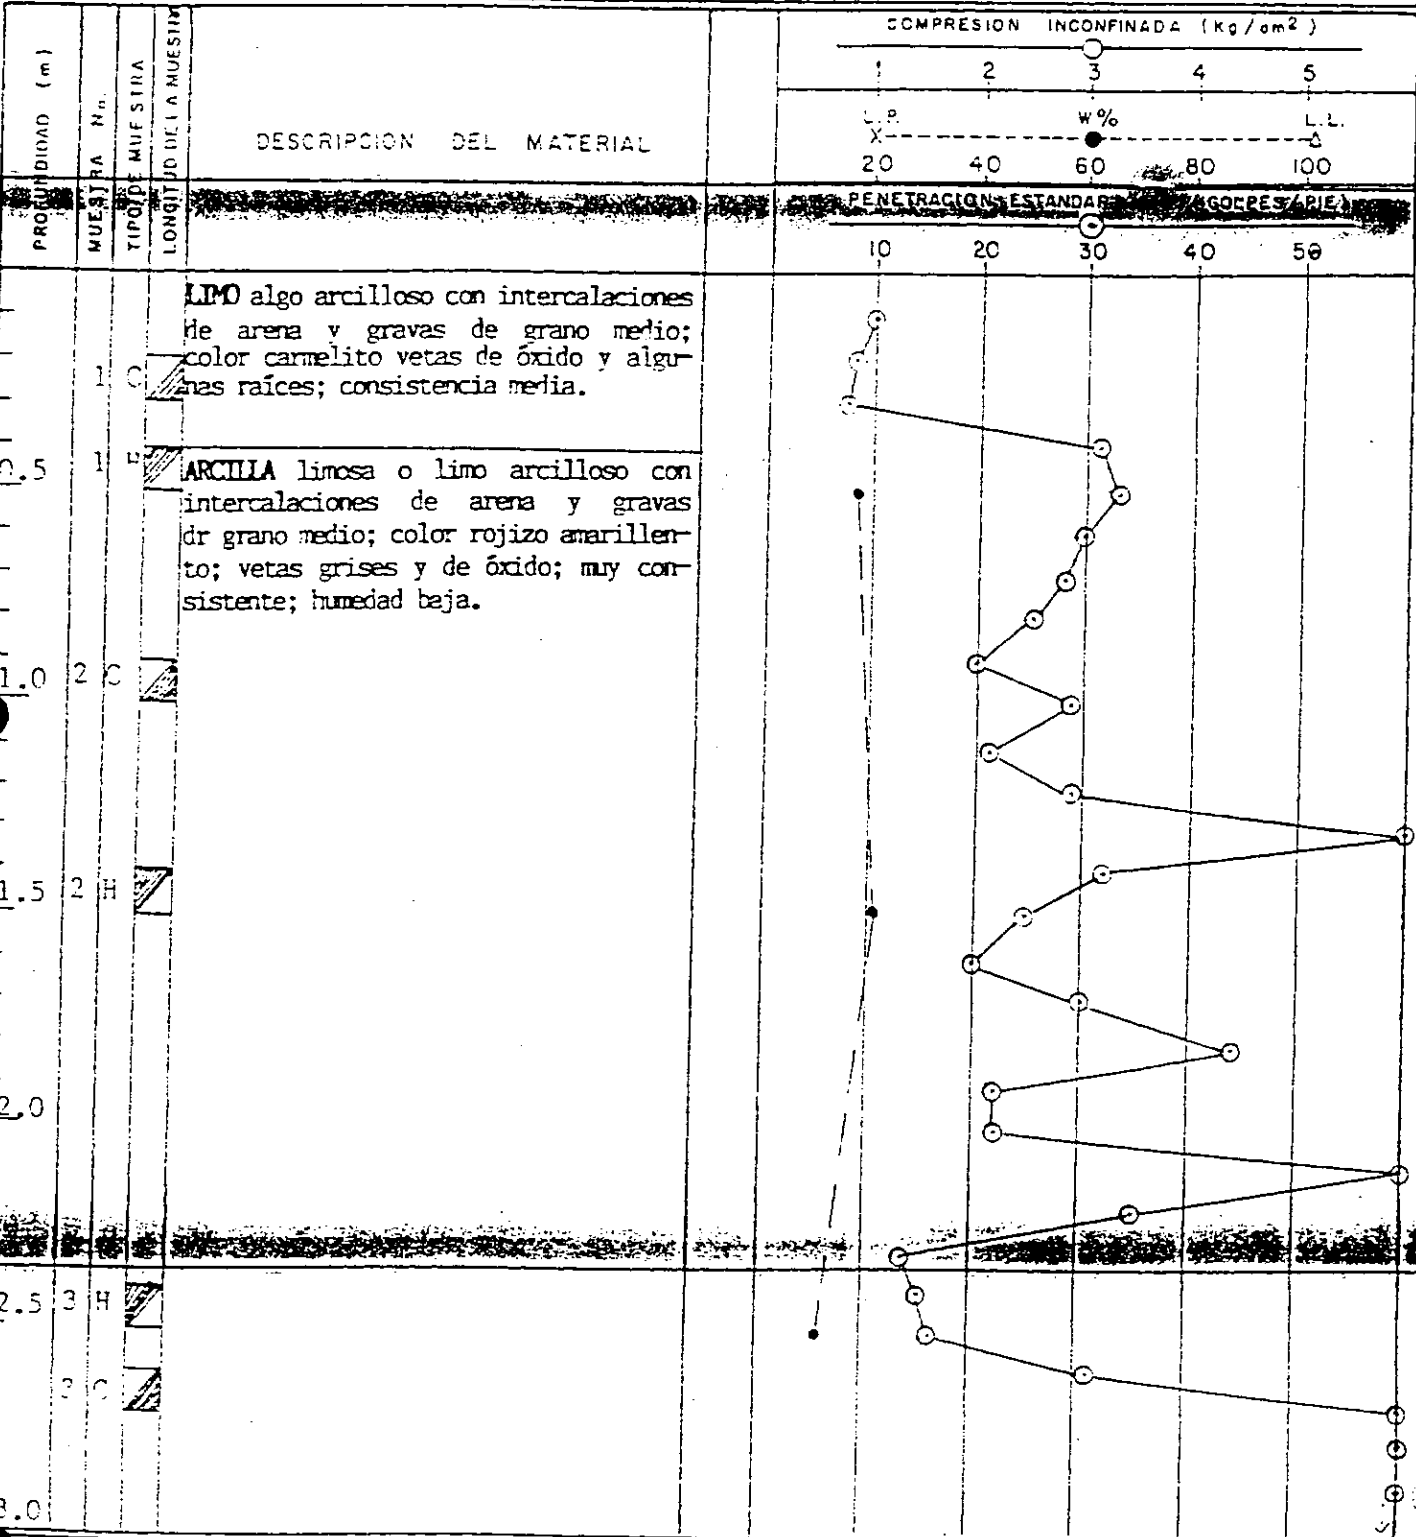 COMPRESION INCONFINADA (Kg/cm²)
1 2 3 4 5
L.P. W% L.L.
20 40 60 80 100
PENETRACION ESTANDAR GOLPES/PIE
10 20 30 40 50
PROFUNDIDAD (m)
MUESTRA Nn.
TIPO DE MUESTRA
LONGITUD DE LA MUESTRA
DESCRIPCION DEL MATERIAL
LIMO algo arcilloso con intercalaciones
de arena y gravas de grano medio;
color carmelito vetas de óxido y algu-
nas raíces; consistencia media.
1 C
0.5 1 H
ARCILLA limosa o limo arcilloso con
intercalaciones de arena y gravas
dr grano medio; color rojizo amarillen-
to; vetas grises y de óxido; muy con-
sistente; humedad baja.
1.0 2 C
1.5 2 H
2.0
2.5 3 H
3 C
3.0